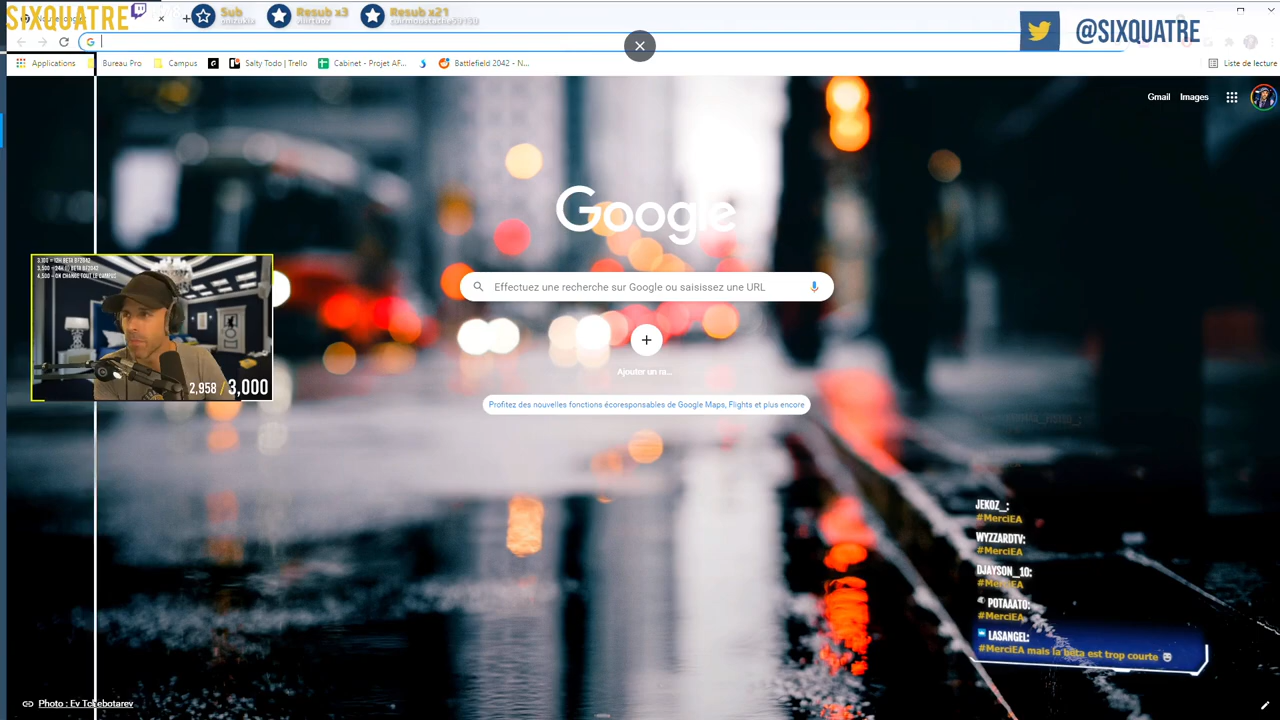 SIXQUATRE
Sub
Resub x3
Resub x21
@SIXQUATRE
Applications
Bureau Pro
Campus
Salty Todo | Trello
Cabinet - Projet AF...
Battlefield 2042 - N...
Liste de lecture
Gmail
Images
Google
Effectuez une recherche sur Google ou saisissez une URL
Ajouter un ra...
Profitez des nouvelles fonctions écoresponsables de Google Maps, Flights et plus encore
2,958 / 3,000
JEKOZ_:
#MerciEA
WYZZARDTV:
#MerciEA
DJAYSON_10:
#MerciEA
POTAAATO:
#MerciEA
LASANGEL:
#MerciEA mais la beta est trop courte
Photo : Ev Tchebotarev